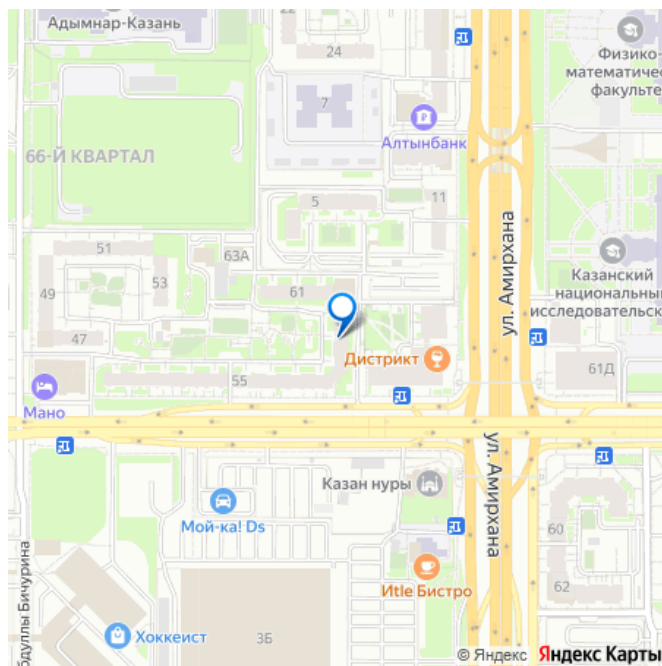 Адымнар-Казань
22
24
Физико-
математичес
факульте
7
Алтынбанк
66-Й КВАРТАЛ
5
11
ул. Амирхана
51
63А
49
53
61
Казанский
национальны
исследовательск
47
Дистрикт
61Д
55
Мано
ул. Амирхана
Казан нуры
Мой-ка! Ds
60
Itle Бистро
62
бдуллы Бичурина
Хоккеист
3Б
© Яндекс Яндекс Карты